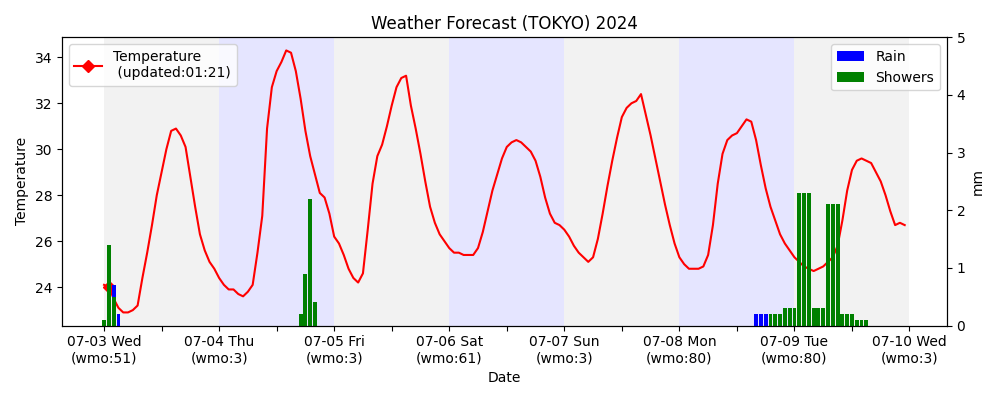 Weather Forecast (TOKYO) 2024
Temperature
(updated:01:21)
Rain
Showers
34
32
30
28
26
24
Temperature
5
4
3
2
1
0
mm
07-03 Wed
(wmo:51)
07-04 Thu
(wmo:3)
07-05 Fri
(wmo:3)
07-06 Sat
(wmo:61)
07-07 Sun
(wmo:3)
07-08 Mon
(wmo:80)
07-09 Tue
(wmo:80)
07-10 Wed
(wmo:3)
Date